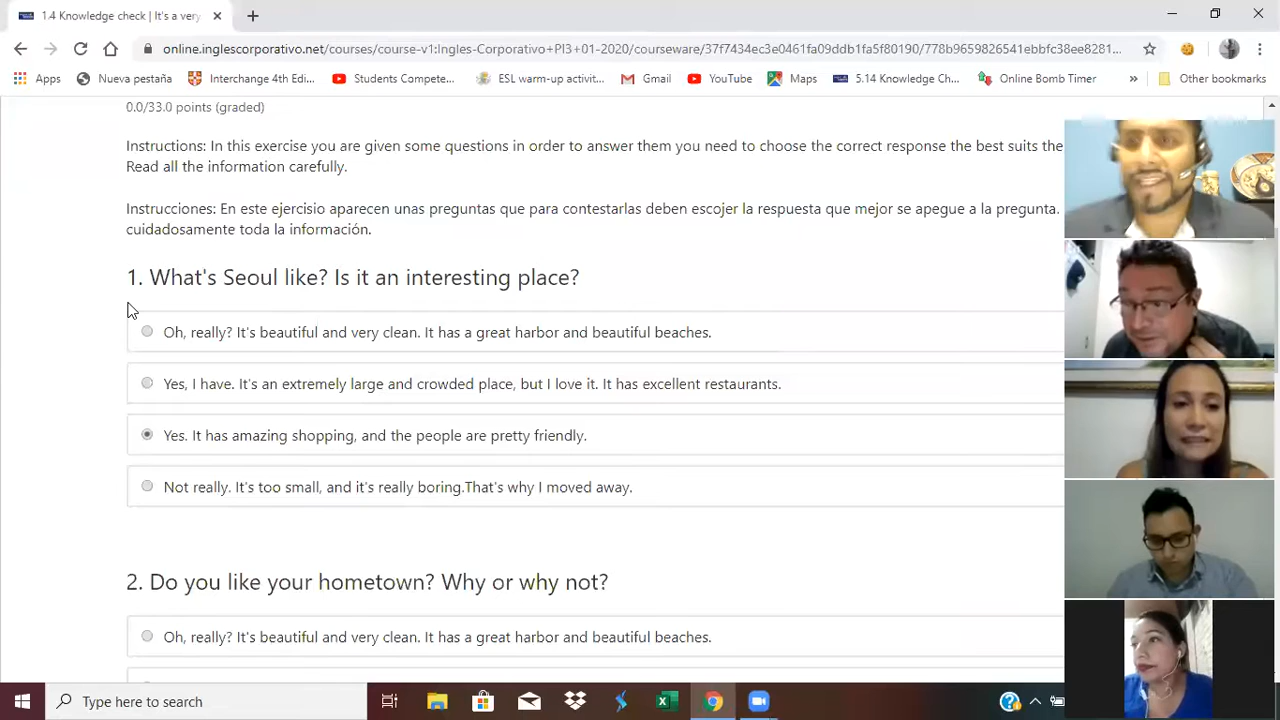 1.4 Knowledge check | It's a very
online.inglescorporativo.net/courses/course-v1:Ingles-Corporativo+PI3+01-2020/courseware/37f7434ec3e0461fa09ddb1fa5f80190/778b9659826541ebbfc38ee8281...
Apps Nueva pestaña Interchange 4th Edi... Students Compete... ESL warm-up activit... Gmail YouTube Maps 5.14 Knowledge Ch... Online Bomb Timer » Other bookmarks
0.0/33.0 points (graded)
Instructions: In this exercise you are given some questions in order to answer them you need to choose the correct response the best suits the
Read all the information carefully.
Instrucciones: En este ejercisio aparecen unas preguntas que para contestarlas deben escojer la respuesta que mejor se apegue a la pregunta.
cuidadosamente toda la información.
1. What's Seoul like? Is it an interesting place?
Oh, really? It's beautiful and very clean. It has a great harbor and beautiful beaches.
Yes, I have. It's an extremely large and crowded place, but I love it. It has excellent restaurants.
Yes. It has amazing shopping, and the people are pretty friendly.
Not really. It's too small, and it's really boring.That's why I moved away.
2. Do you like your hometown? Why or why not?
Oh, really? It's beautiful and very clean. It has a great harbor and beautiful beaches.
Type here to search